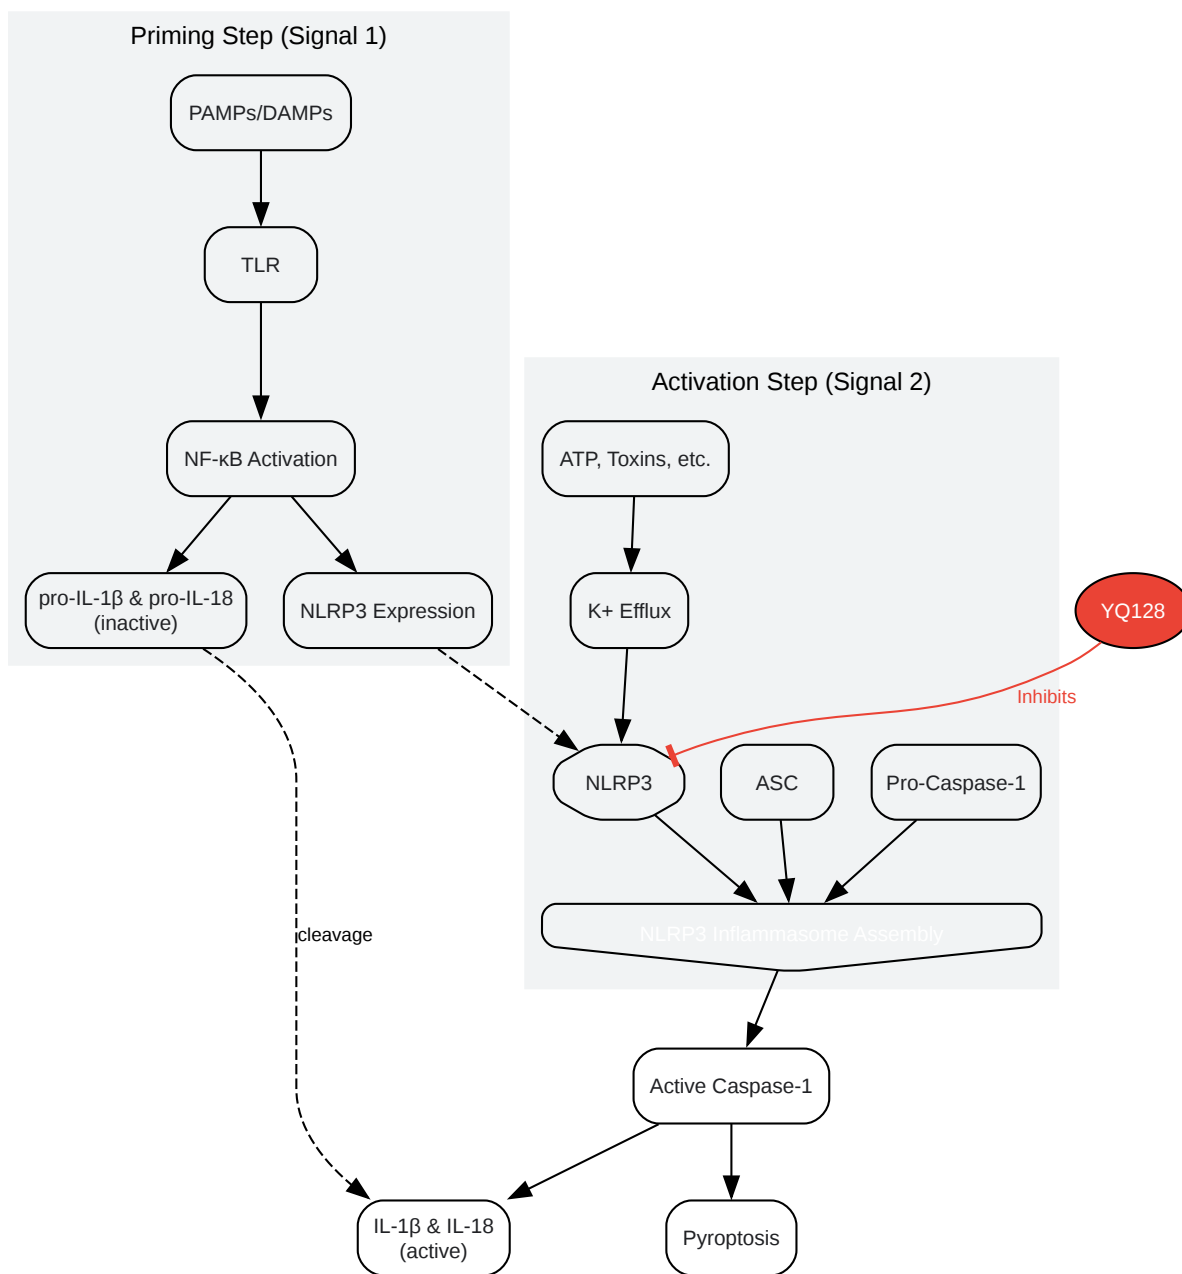 Priming Step (Signal 1)
PAMPs/DAMPs
TLR
NF-κB Activation
pro-IL-1β & pro-IL-18
(inactive)
NLRP3 Expression
Activation Step (Signal 2)
ATP, Toxins, etc.
K+ Efflux
YQ128
Inhibits
NLRP3
ASC
Pro-Caspase-1
NLRP3 Inflammasome Assembly
cleavage
Active Caspase-1
IL-1β & IL-18
(active)
Pyroptosis